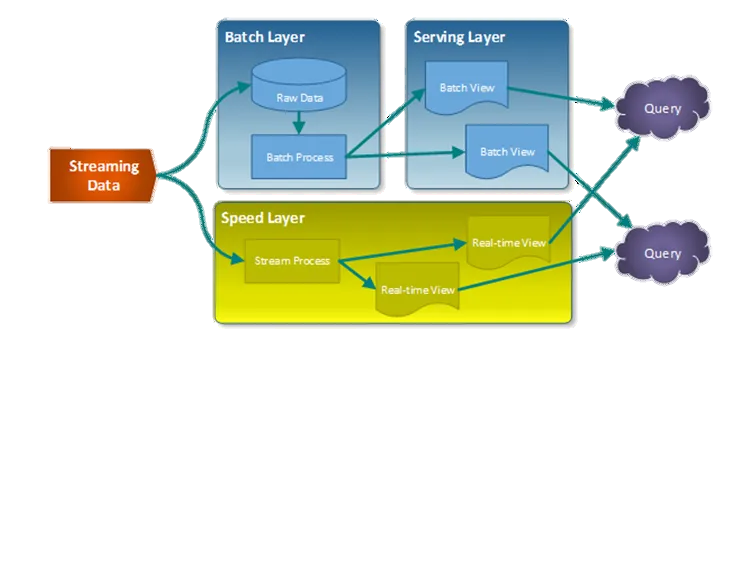 Batch Layer
Serving Layer
Raw Data
Batch View
Query
Batch Process
Batch View
Streaming
Data
Speed Layer
Real-time View
Stream Process
Query
Real-time View